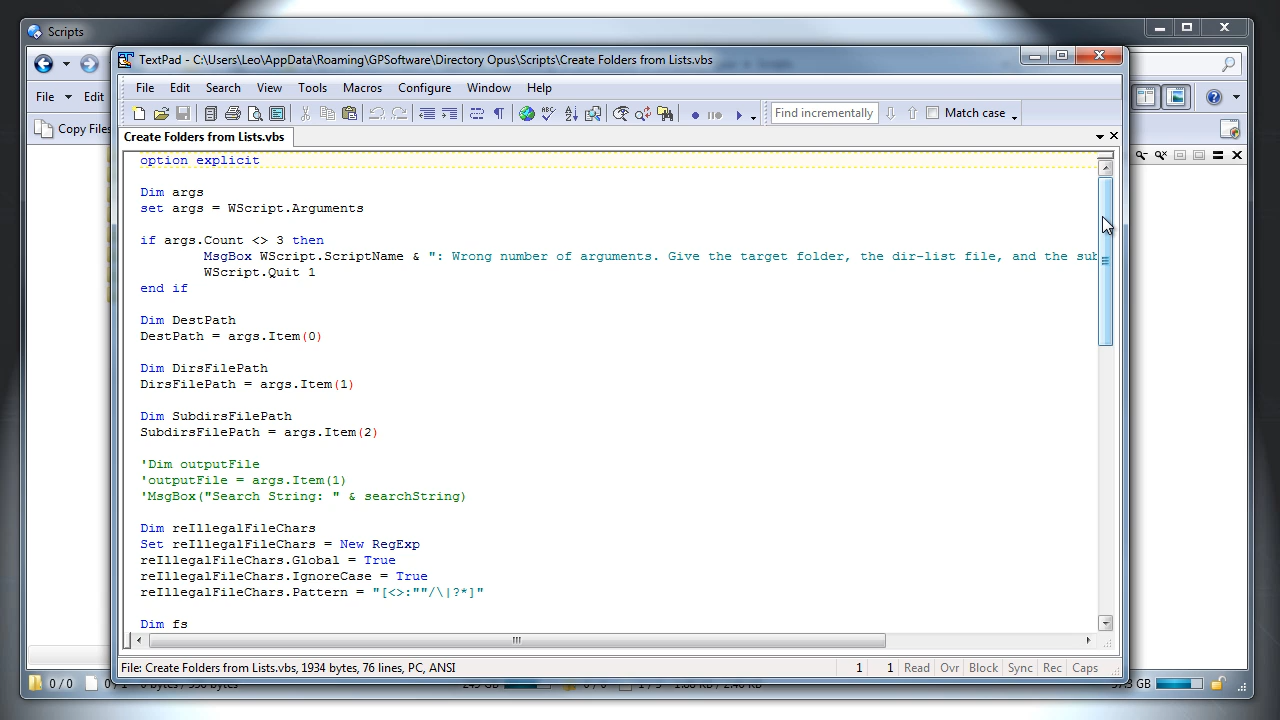 Scripts
TextPad - C:\Users\Leo\AppData\Roaming\GPSoftware\Directory Opus\Scripts\Create Folders from Lists.vbs
File Edit
File Edit Search View Tools Macros Configure Window Help
Find incrementally
Match case
Copy Files
Create Folders from Lists.vbs
option explicit
Dim args
set args = WScript.Arguments
if args.Count <> 3 then
MsgBox WScript.ScriptName & ": Wrong number of arguments. Give the target folder, the dir-list file, and the sub
WScript.Quit 1
end if
Dim DestPath
DestPath = args.Item(0)
Dim DirsFilePath
DirsFilePath = args.Item(1)
Dim SubdirsFilePath
SubdirsFilePath = args.Item(2)
'Dim outputFile
'outputFile = args.Item(1)
'MsgBox("Search String: " & searchString)
Dim reIllegalFileChars
Set reIllegalFileChars = New RegExp
reIllegalFileChars.Global = True
reIllegalFileChars.IgnoreCase = True
reIllegalFileChars.Pattern = "[<>:""/\|?*]"
Dim fs
File: Create Folders from Lists.vbs, 1934 bytes, 76 lines, PC, ANSI
1 1 Read Ovr Block Sync Rec Caps
0 / 0
GB